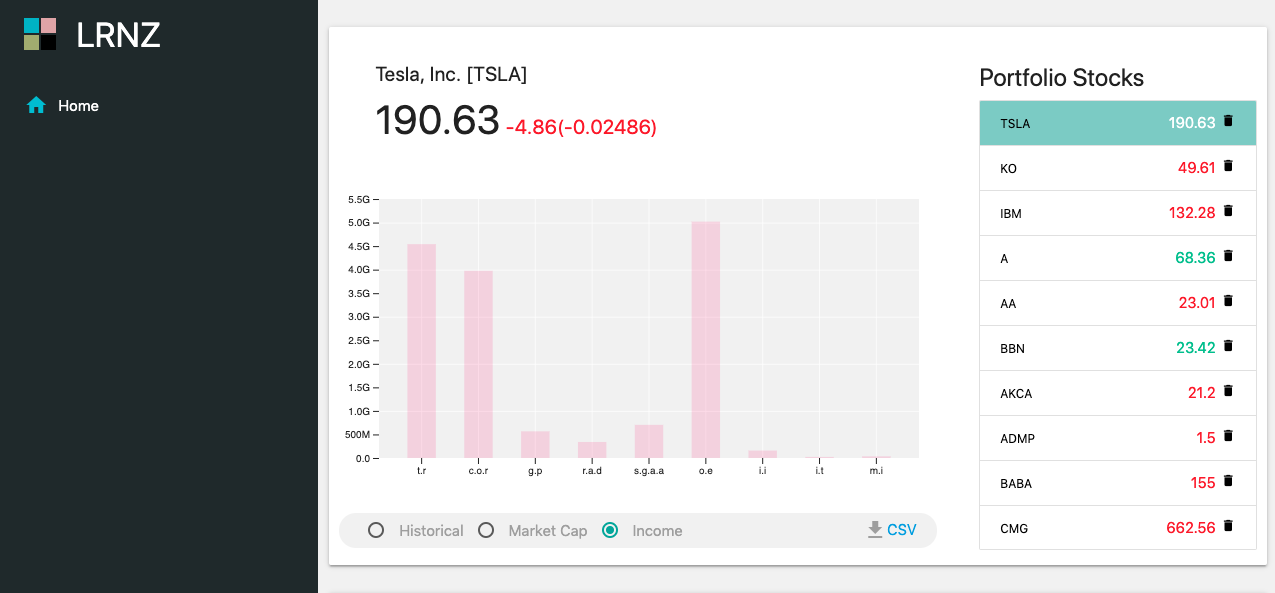 LRNZ
Home
Tesla, Inc. [TSLA]
190.63 -4.86(-0.02486)
5.5G
5.0G
4.5G
4.0G
3.5G
3.0G
2.5G
2.0G
1.5G
1.0G
500M
0.0
t.r c.o.r g.p r.a.d s.g.a.a o.e i.i i.t m.i
Historical Market Cap Income CSV
Portfolio Stocks
TSLA 190.63
KO 49.61
IBM 132.28
A 68.36
AA 23.01
BBN 23.42
AKCA 21.2
ADMP 1.5
BABA 155
CMG 662.56